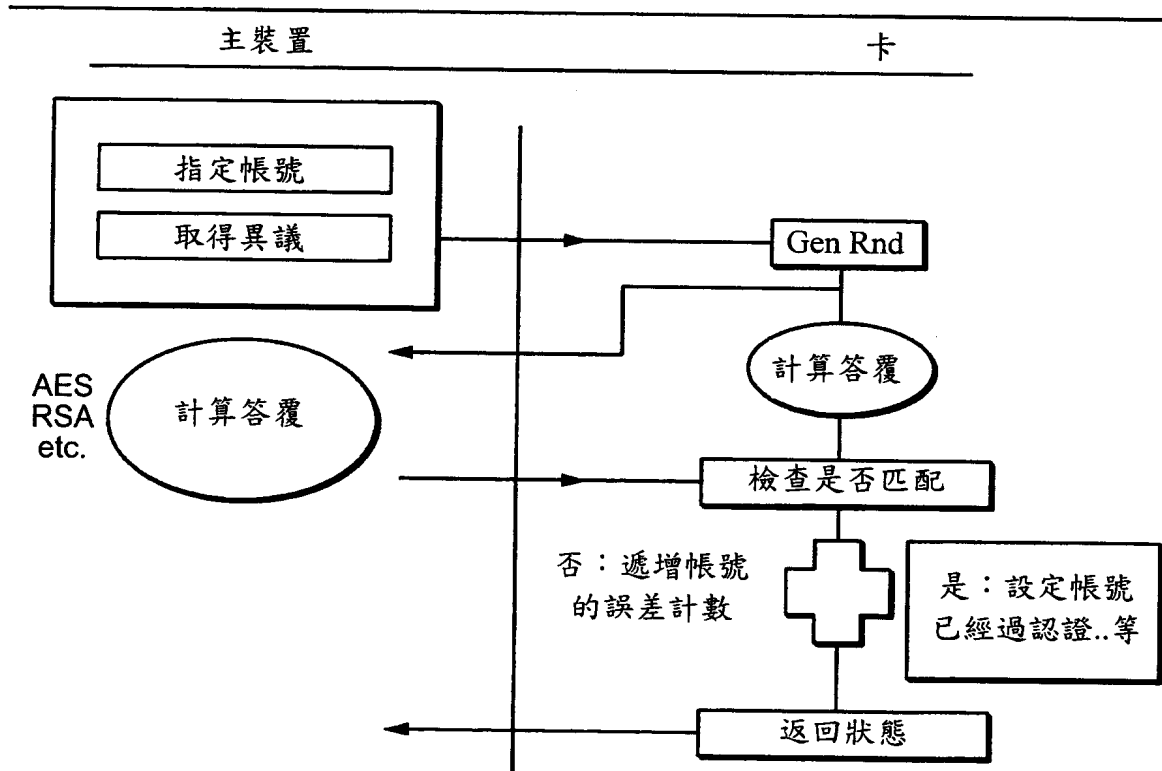 主裝置
卡
指定帳號
取得異議
Gen Rnd
計算答覆
AES
RSA
etc.
計算答覆
檢查是否匹配
否：遞增帳號
的誤差計數
是：設定帳號
已經過認證..等
返回狀態